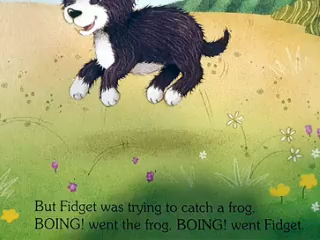 But Fidget was trying to catch a frog.
BOING! went the frog. BOING! went Fidget.